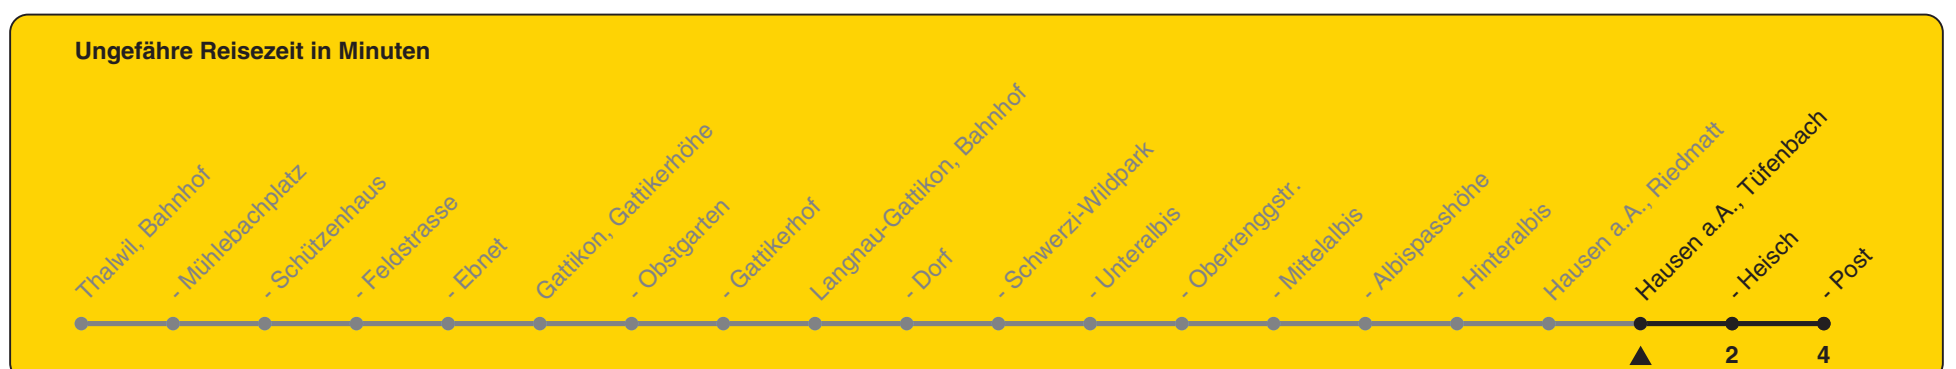 Ungefähre Reisezeit in Minuten
Thalwil, Bahnhof
- Mühlebachplatz
- Schützenhaus
- Feldstrasse
- Ebnet
Gattikon, Gattikerhöhe
- Obstgarten
- Gattikerhof
Langnau-Gattikon, Bahnhof
- Dorf
- Schwerzi-Wildpark
- Unteralbis
- Oberrenggstr.
- Mittelalbis
- Albispasshöhe
- Hinteralbis
Hausen a.A., Riedmatt
Hausen a.A., Tüfenbach
- Heisch
- Post
2 4